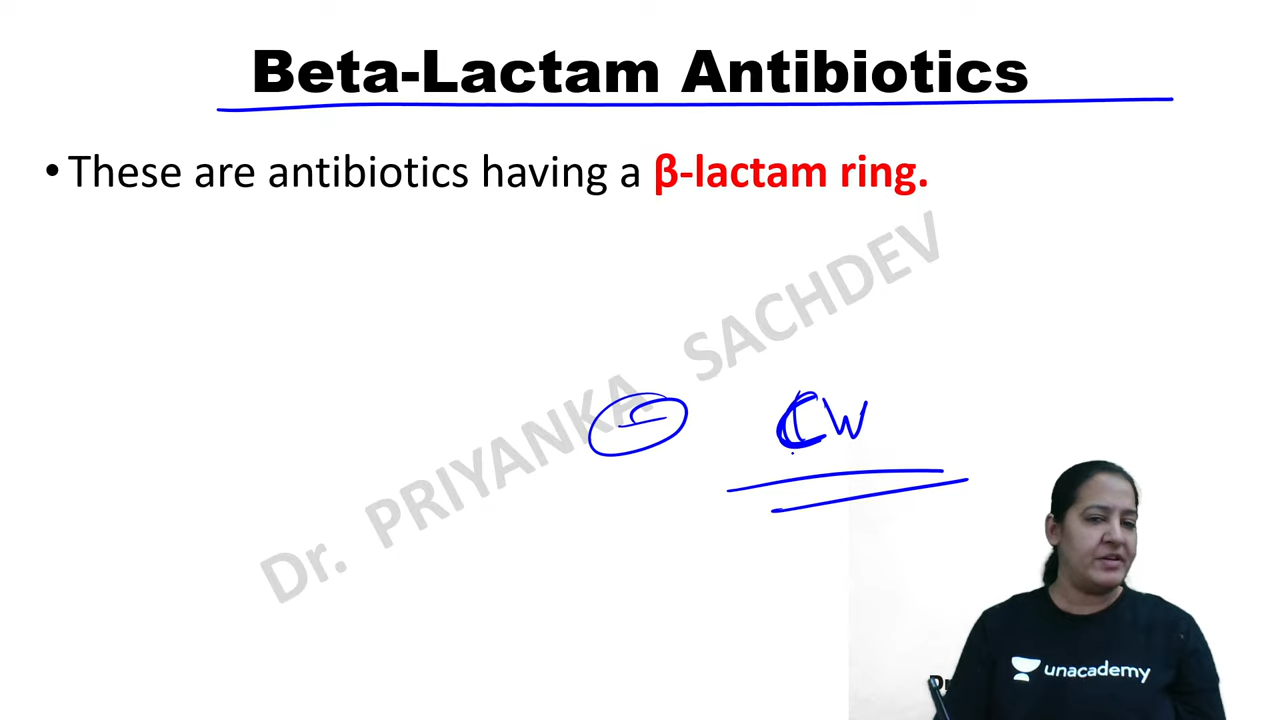 Beta-Lactam Antibiotics
• These are antibiotics having a β-lactam ring.
Dr. PRIYANKA SACHDEV
CW
unacademy